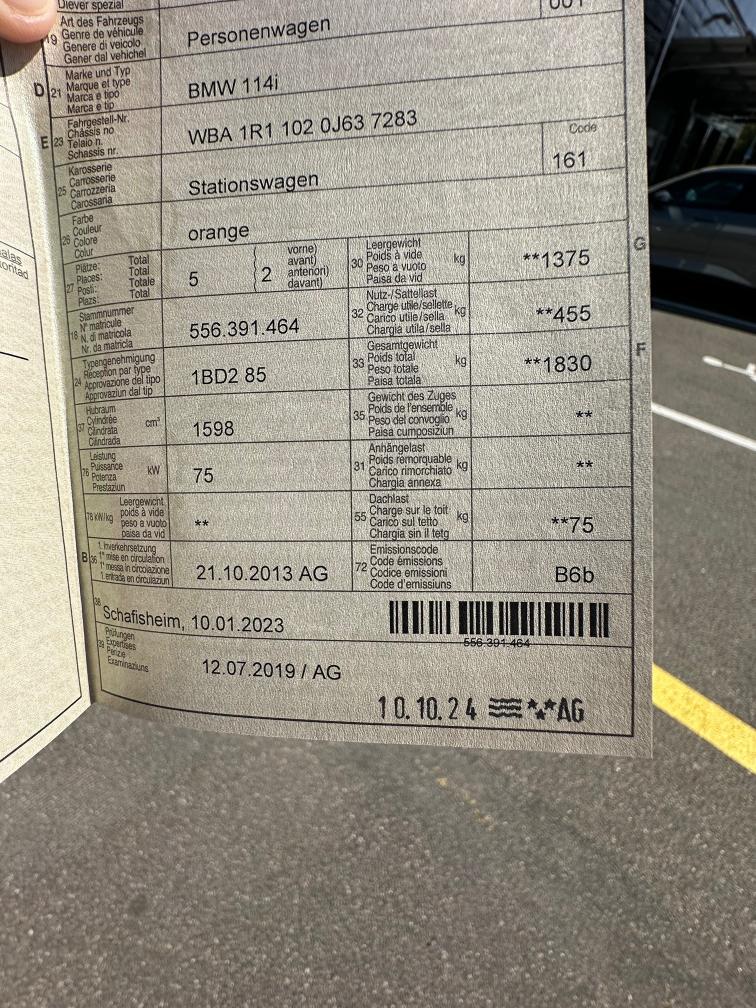 Diever spezial
001
19 Art des Fahrzeugs
Genre de véhicule
Genere di veicolo
Gener dal vehichel
Personenwagen
D 21 Marke und Typ
Marque et type
Marca e tipo
Marca e tip
BMW 114i
E 23 Fahrgestell-Nr.
Châssis no
Telaio n.
Schassis nr.
WBA 1R1 102 0J63 7283
25 Karosserie
Carrosserie
Carrozzeria
Carossaria
Stationswagen
Code
161
26 Farbe
Couleur
Colore
Colur
orange
27 Plätze: Total
Places: Total
Posti: Totale
Plazs: Total
5
2 vorne)
avant)
anteriori)
davant)
30 Leergewicht
Poids à vide
Peso a vuoto
Paisa da vid
kg
**1375
G
18 Stammnummer
N° matricule
N. di matricola
Nr. da matricla
556.391.464
32 Nutz-/Sattellast
Charge utile/sellette
Carico utile/sella
Chargia utila/sella
kg
**455
24 Typengenehmigung
Réception par type
Approvazione del tipo
Approvaziun dal tip
1BD2 85
33 Gesamtgewicht
Poids total
Peso totale
Paisa totala
kg
**1830
F
37 Hubraum
Cylindrée
Cilindrata
Cilindrada
cm³
1598
35 Gewicht des Zuges
Poids de l'ensemble
Peso del convoglio
Paisa cumposiziun
kg
**
76 Leistung
Puissance
Potenza
Prestaziun
kW
75
31 Anhängelast
Poids remorquable
Carico rimorchiato
Chargia annexa
kg
**
78 kW/kg Leergewicht
poids à vide
peso a vuoto
paisa da vid
**
55 Dachlast
Charge sur le toit
Carico sul tetto
Chargia sin il tetg
kg
**75
B 36 1. Inverkehrsetzung
1re mise en circulation
1a messa in circolazione
1. entrada en circulaziun
21.10.2013 AG
72 Emissionscode
Code émissions
Codice emissioni
Code d'emissiuns
B6b
38 Schafisheim, 10.01.2023
556.391.464
39 Prüfungen
Expertises
Perizie
Examinaziuns
12.07.2019 / AG
10.10.24 AG